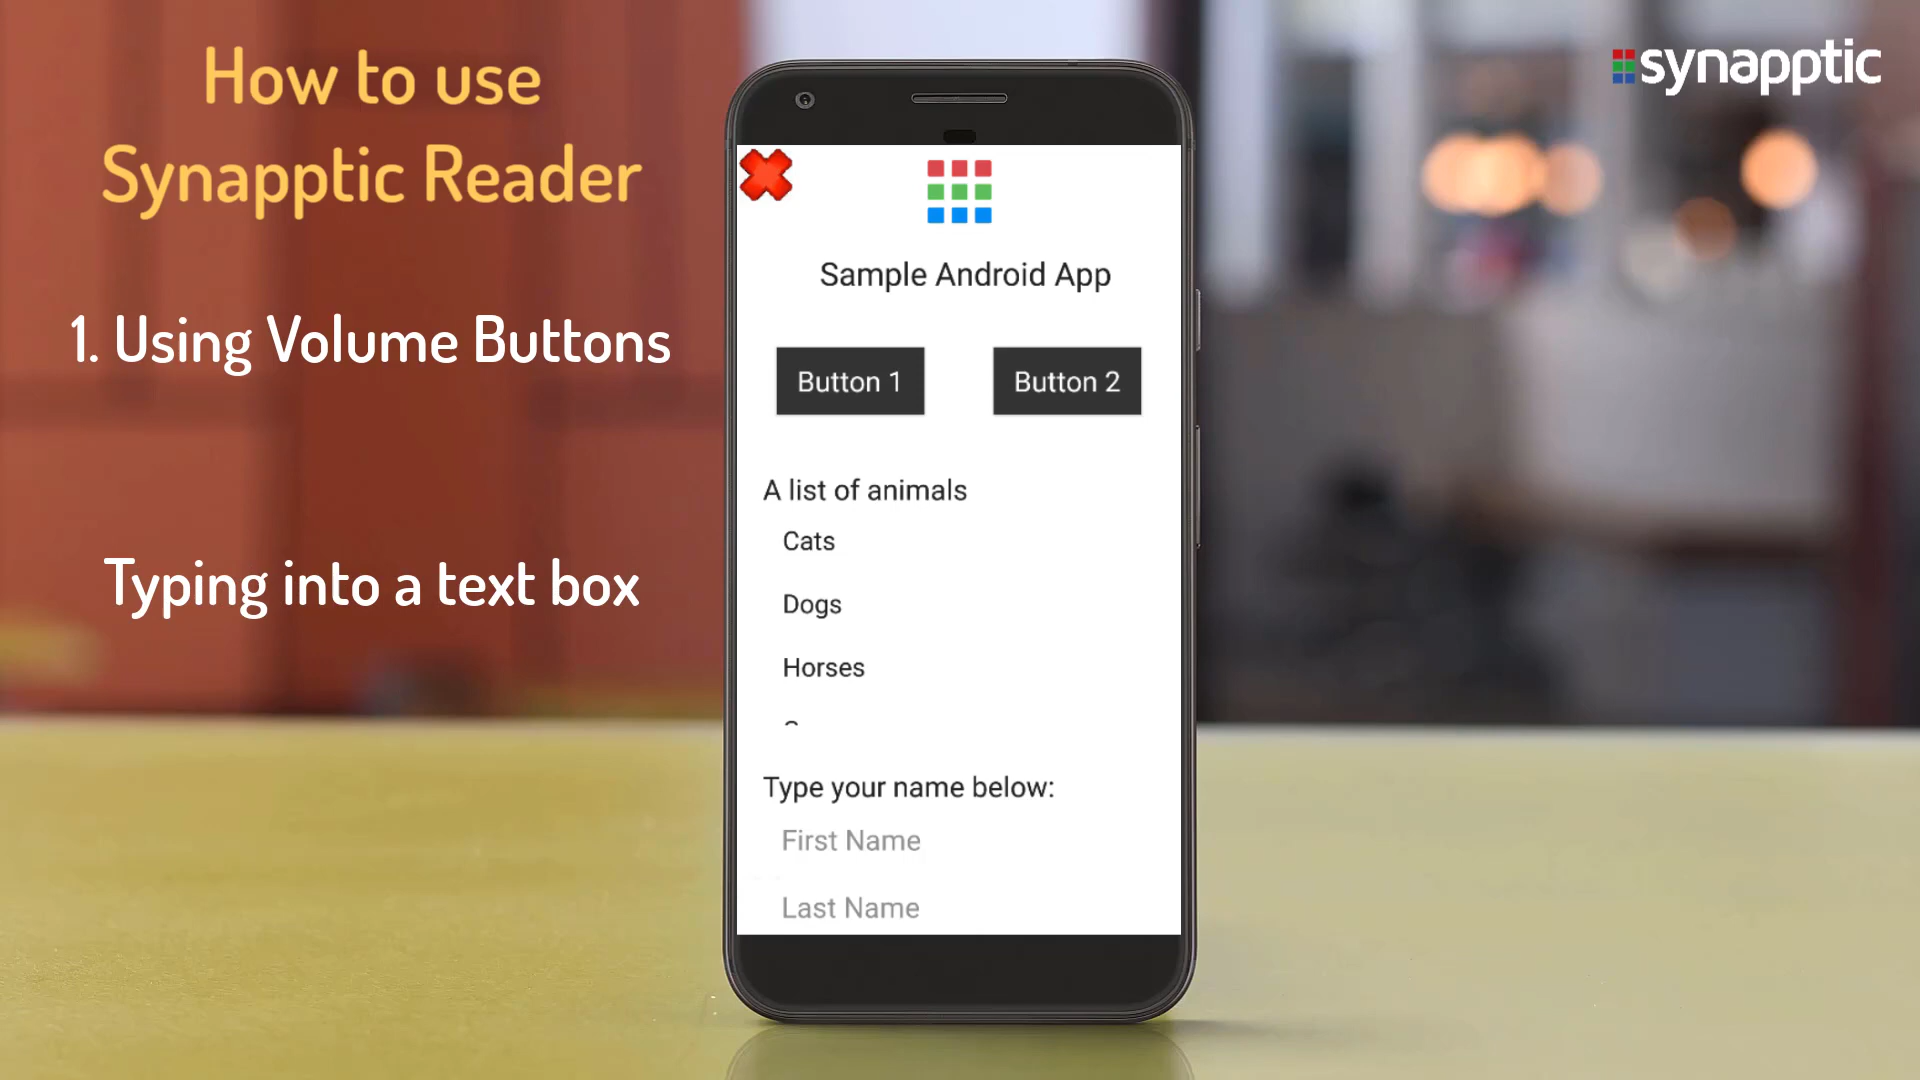 How to use
Synapptic Reader
1. Using Volume Buttons
Typing into a text box
synapptic
Sample Android App
Button 1
Button 2
A list of animals
Cats
Dogs
Horses
Type your name below:
First Name
Last Name